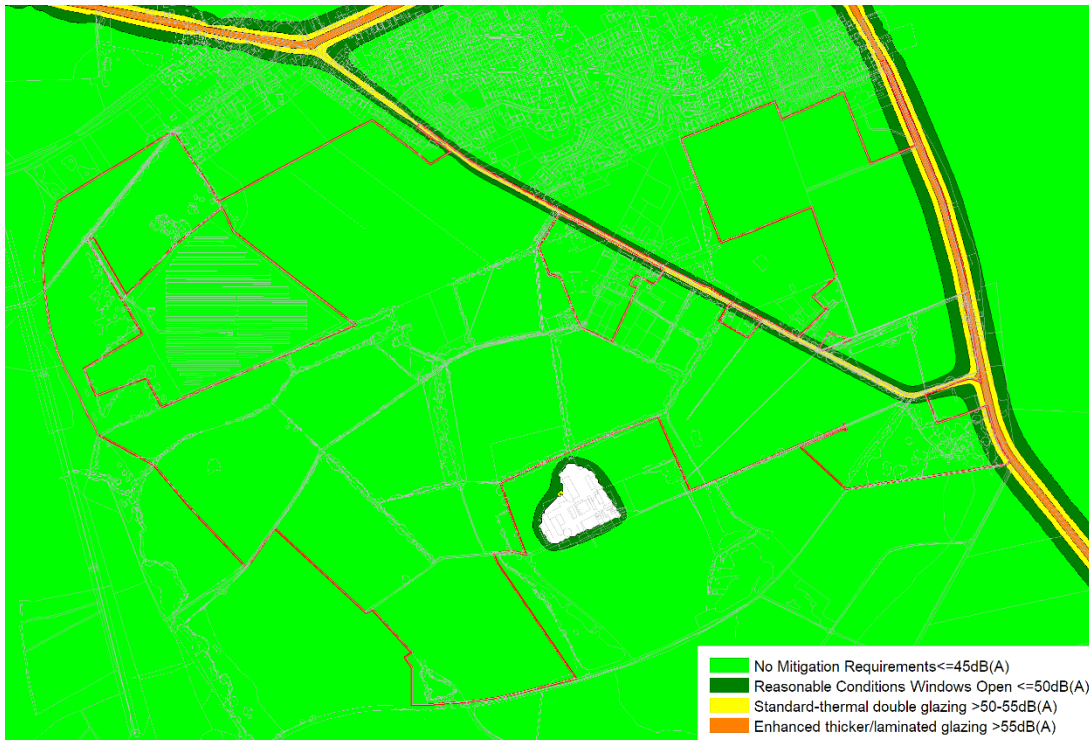 No Mitigation Requirements<=45dB(A)
Reasonable Conditions Windows Open <=50dB(A)
Standard-thermal double glazing >50-55dB(A)
Enhanced thicker/laminated glazing >55dB(A)